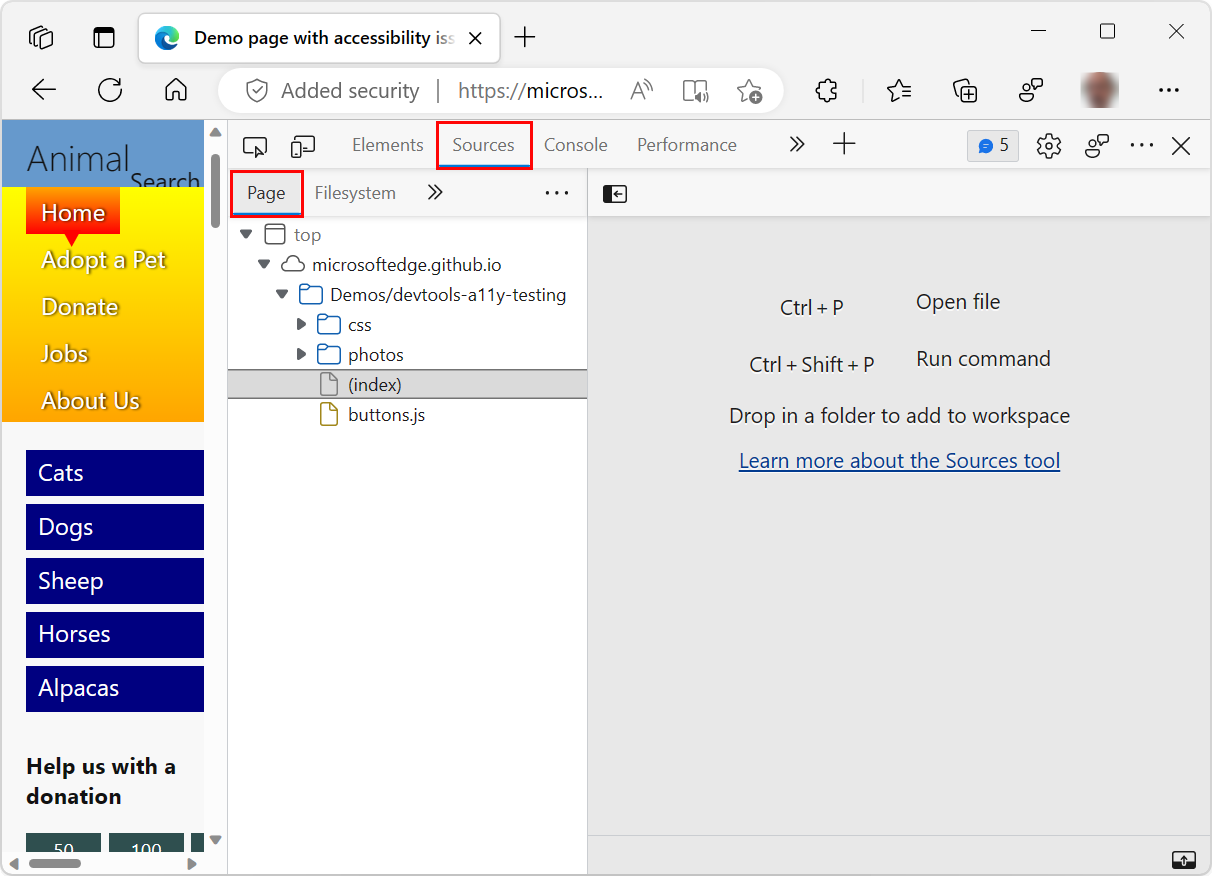 Demo page with accessibility iss
Added security
https://micros...
Animal
Search
Home
Adopt a Pet
Donate
Jobs
About Us
Cats
Dogs
Sheep
Horses
Alpacas
Help us with a
donation
50 100
Elements Sources Console Performance 5
Page Filesystem
top
microsoftedge.github.io
Demos/devtools-a11y-testing
css
photos
(index)
buttons.js
Ctrl + P Open file
Ctrl + Shift + P Run command
Drop in a folder to add to workspace
Learn more about the Sources tool